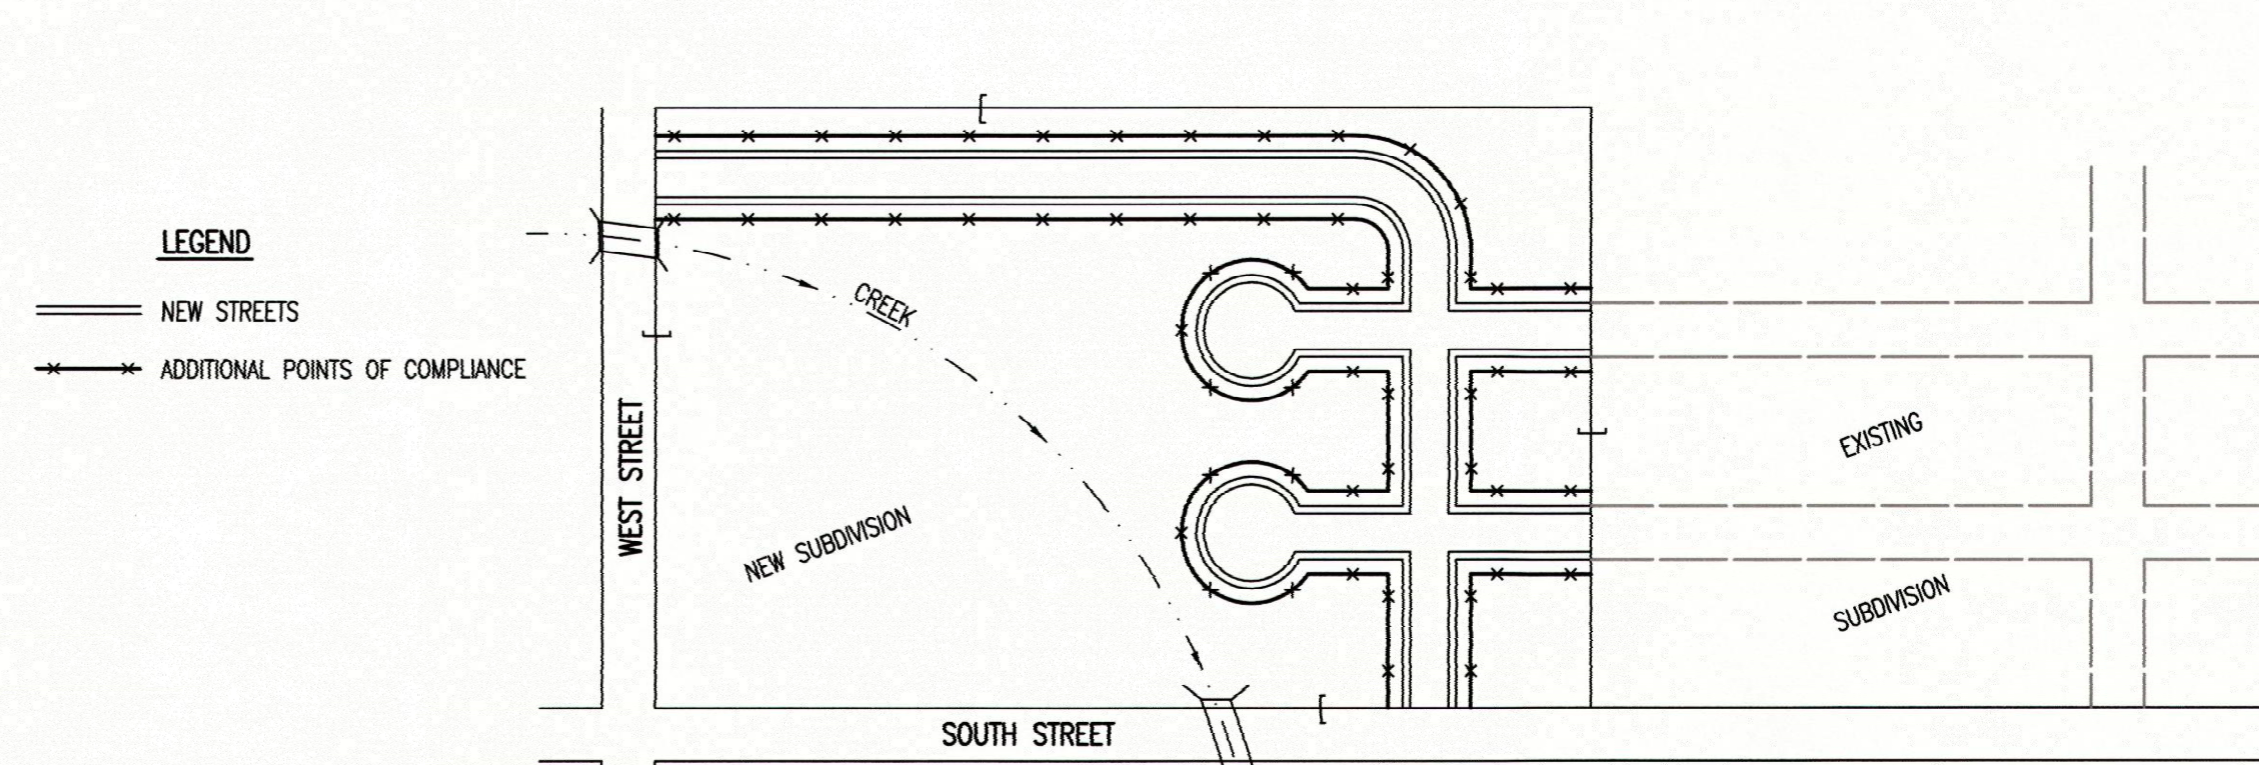 LEGEND
NEW STREETS
ADDITIONAL POINTS OF COMPLIANCE
WEST STREET
CREEK
NEW SUBDIVISION
EXISTING
SUBDIVISION
SOUTH STREET